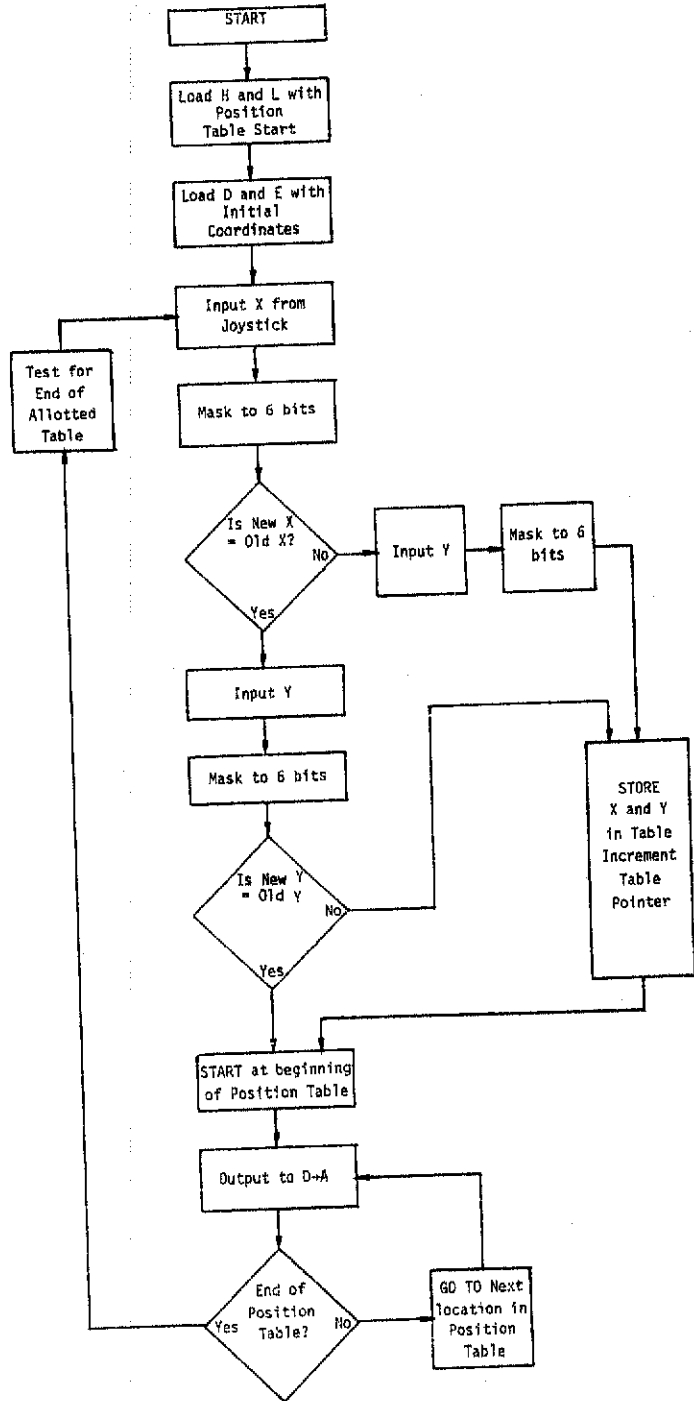 START
Load H and L with
Position
Table Start
Load D and E with
Initial
Coordinates
Input X from
Joystick
Test for
End of
Allotted
Table
Mask to 6 bits
Is New X
= Old X?
No
Yes
Input Y
Mask to 6
bits
Input Y
Mask to 6 bits
Is New Y
= Old Y
No
Yes
STORE
X and Y
in Table
Increment
Table
Pointer
START at beginning
of Position Table
Output to D→A
End of
Position
Table?
Yes
No
GO TO Next
location in
Position
Table